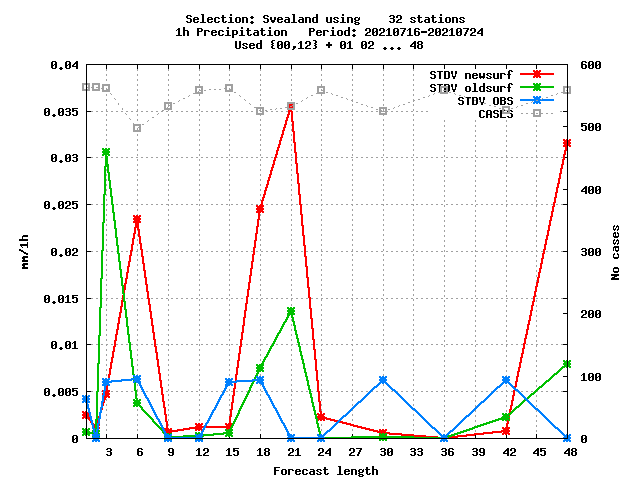 Selection: Svealand using    32 stations
1h Precipitation   Period: 20210716-20210724
Used {00,12} + 01 02 ... 48
0.04
0.035
0.03
0.025
0.02
0.015
0.01
0.005
0
600
500
400
300
200
100
0
STDV newsurf
STDV oldsurf
STDV OBS
CASES
mm/1h
No cases
3 6 9 12 15 18 21 24 27 30 33 36 39 42 45 48
Forecast length